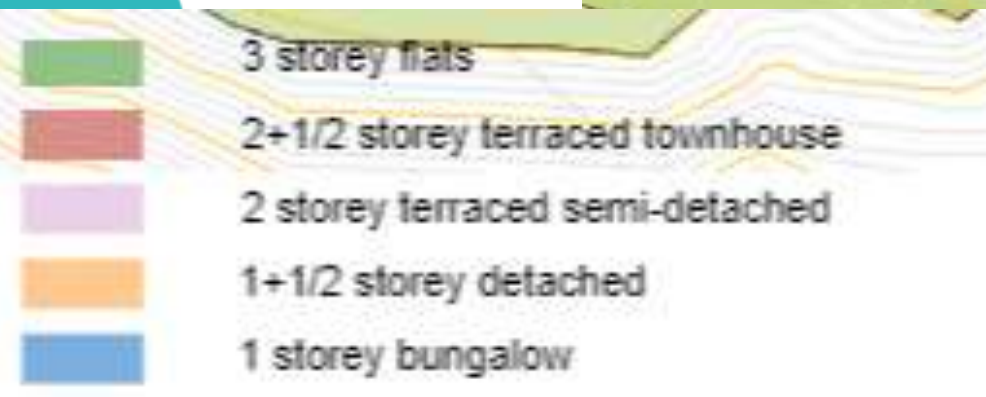 3 storey flats
2+1/2 storey terraced townhouse
2 storey terraced semi-detached
1+1/2 storey detached
1 storey bungalow